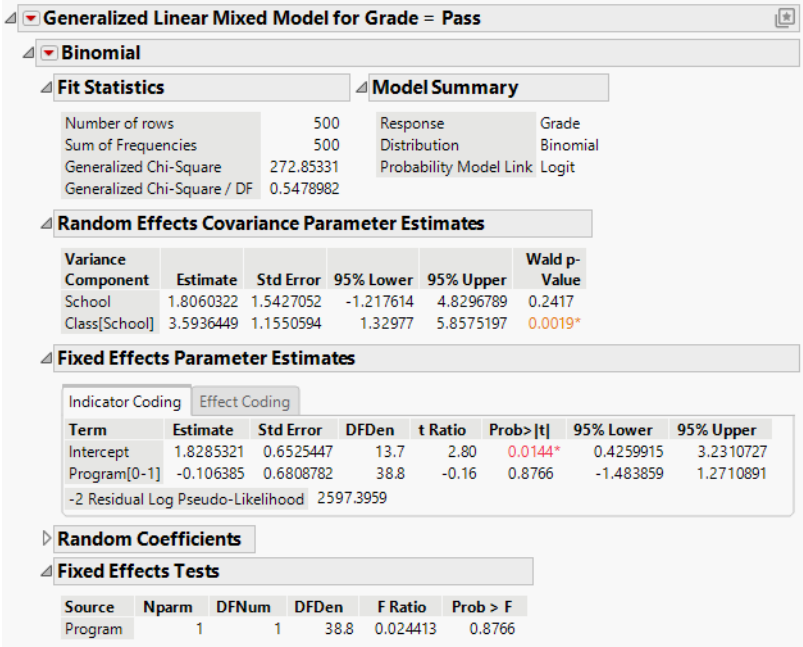 Generalized Linear Mixed Model for Grade = Pass
Binomial
Fit Statistics
Number of rows 500
Sum of Frequencies 500
Generalized Chi-Square 272.85331
Generalized Chi-Square / DF 0.5478982
Model Summary
Response Grade
Distribution Binomial
Probability Model Link Logit
Random Effects Covariance Parameter Estimates
Variance Component Estimate Std Error 95% Lower 95% Upper Wald p-Value
School 1.8060322 1.5427052 -1.217614 4.8296789 0.2417
Class[School] 3.5936449 1.1550594 1.32977 5.8575197 0.0019*
Fixed Effects Parameter Estimates
Indicator Coding Effect Coding
Term Estimate Std Error DFDen t Ratio Prob>|t| 95% Lower 95% Upper
Intercept 1.8285321 0.6525447 13.7 2.80 0.0144* 0.4259915 3.2310727
Program[0-1] -0.106385 0.6808782 38.8 -0.16 0.8766 -1.483859 1.2710891
-2 Residual Log Pseudo-Likelihood 2597.3959
Random Coefficients
Fixed Effects Tests
Source Nparm DFNum DFDen F Ratio Prob > F
Program 1 1 38.8 0.024413 0.8766